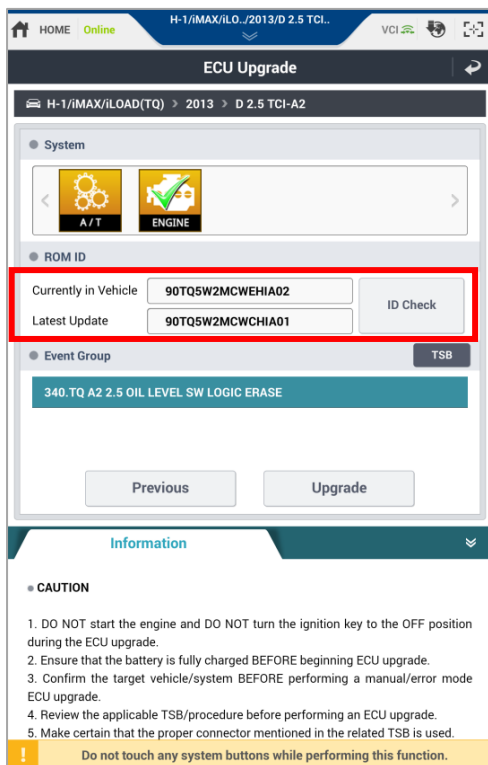 HOME Online
H-1/iMAX/iLO../2013/D 2.5 TCI..
VCI
ECU Upgrade
H-1/iMAX/iLOAD(TQ) > 2013 > D 2.5 TCI-A2
System
A/T
ENGINE
ROM ID
Currently in Vehicle 90TQ5W2MCWEHIA02
ID Check
Latest Update 90TQ5W2MCWCHIA01
Event Group
TSB
340.TQ A2 2.5 OIL LEVEL SW LOGIC ERASE
Previous
Upgrade
Information
CAUTION
1. DO NOT start the engine and DO NOT turn the ignition key to the OFF position
during the ECU upgrade.
2. Ensure that the battery is fully charged BEFORE beginning ECU upgrade.
3. Confirm the target vehicle/system BEFORE performing a manual/error mode
ECU upgrade.
4. Review the applicable TSB/procedure before performing an ECU upgrade.
5. Make certain that the proper connector mentioned in the related TSB is used.
! Do not touch any system buttons while performing this function.